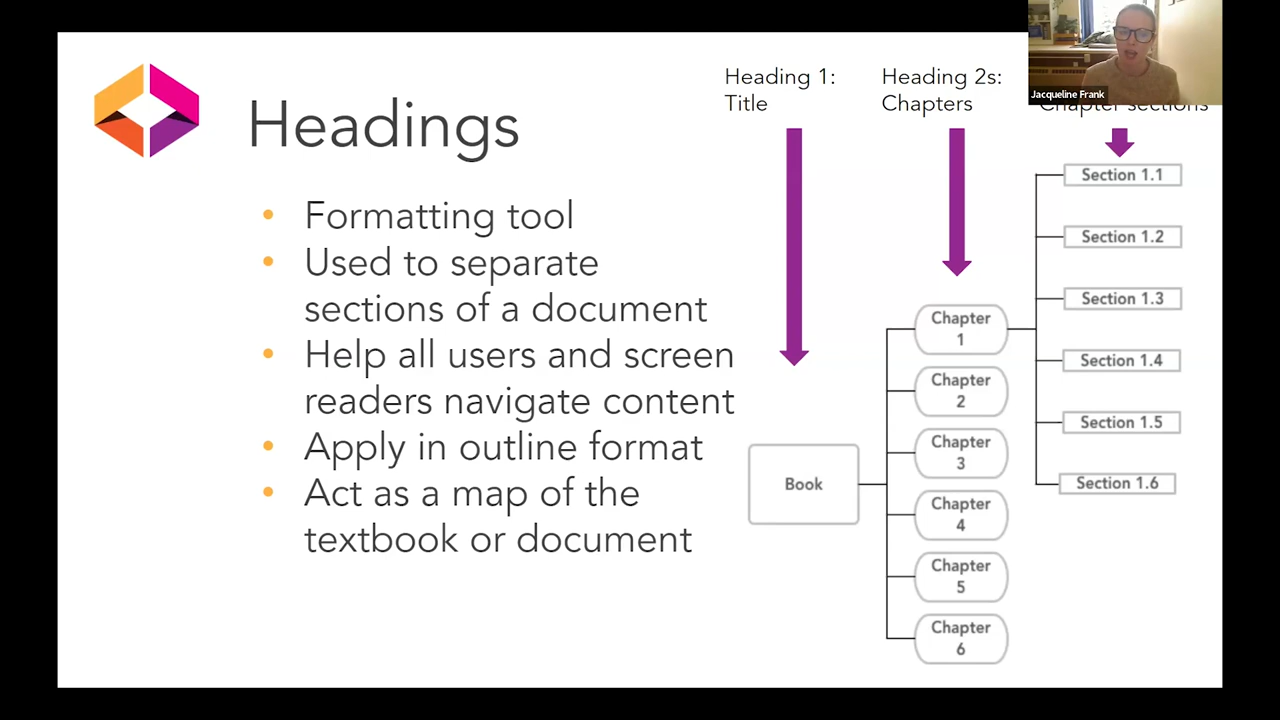 Headings
Formatting tool
Used to separate
sections of a document
Help all users and screen
readers navigate content
Apply in outline format
Act as a map of the
textbook or document
Heading 1:
Title
Heading 2s:
Chapters
Chapter sections
Jacqueline Frank
Book
Chapter
1
Chapter
2
Chapter
3
Chapter
4
Chapter
5
Chapter
6
Section 1.1
Section 1.2
Section 1.3
Section 1.4
Section 1.5
Section 1.6